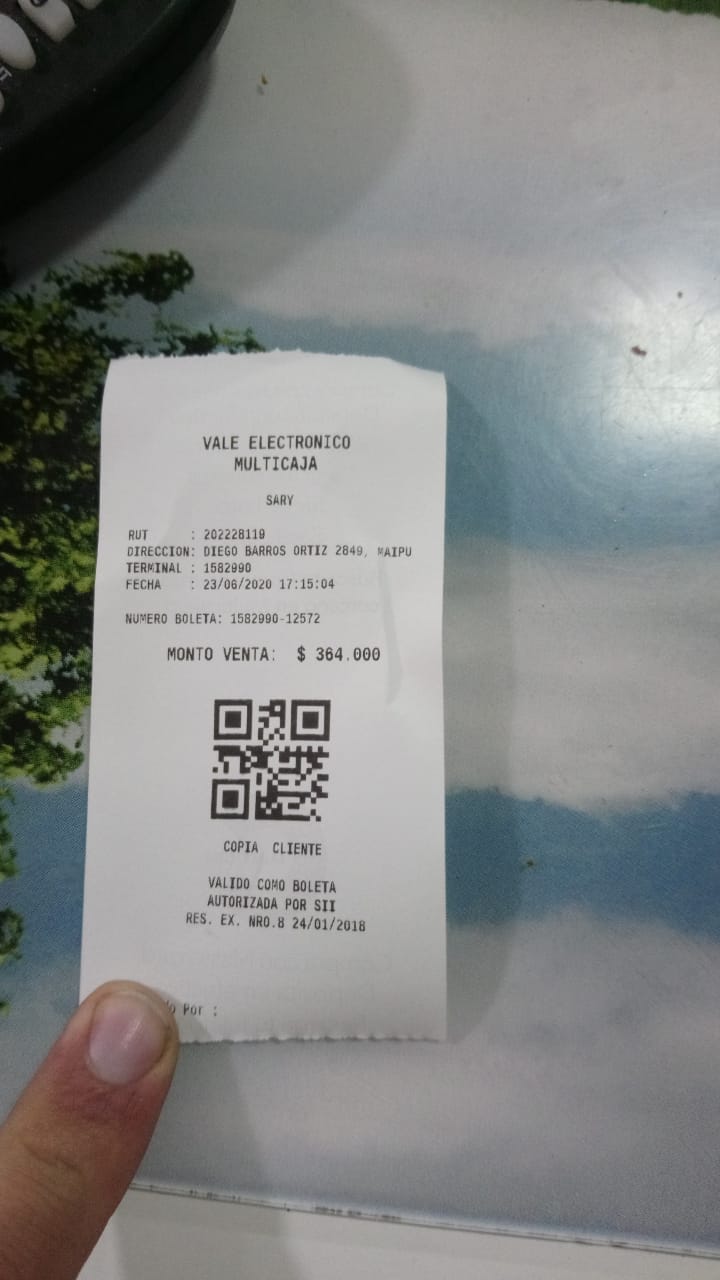 VALE ELECTRONICO
MULTICAJA
SARY
RUT : 202228119
DIRECCION: DIEGO BARROS ORTIZ 2849, MAIPU
TERMINAL : 1582990
FECHA : 23/06/2020 17:15:04
NUMERO BOLETA: 1582990-12572
MONTO VENTA: $ 364.000
COPIA CLIENTE
VALIDO COMO BOLETA
AUTORIZADA POR SII
RES. EX. NRO.8 24/01/2018
Por :